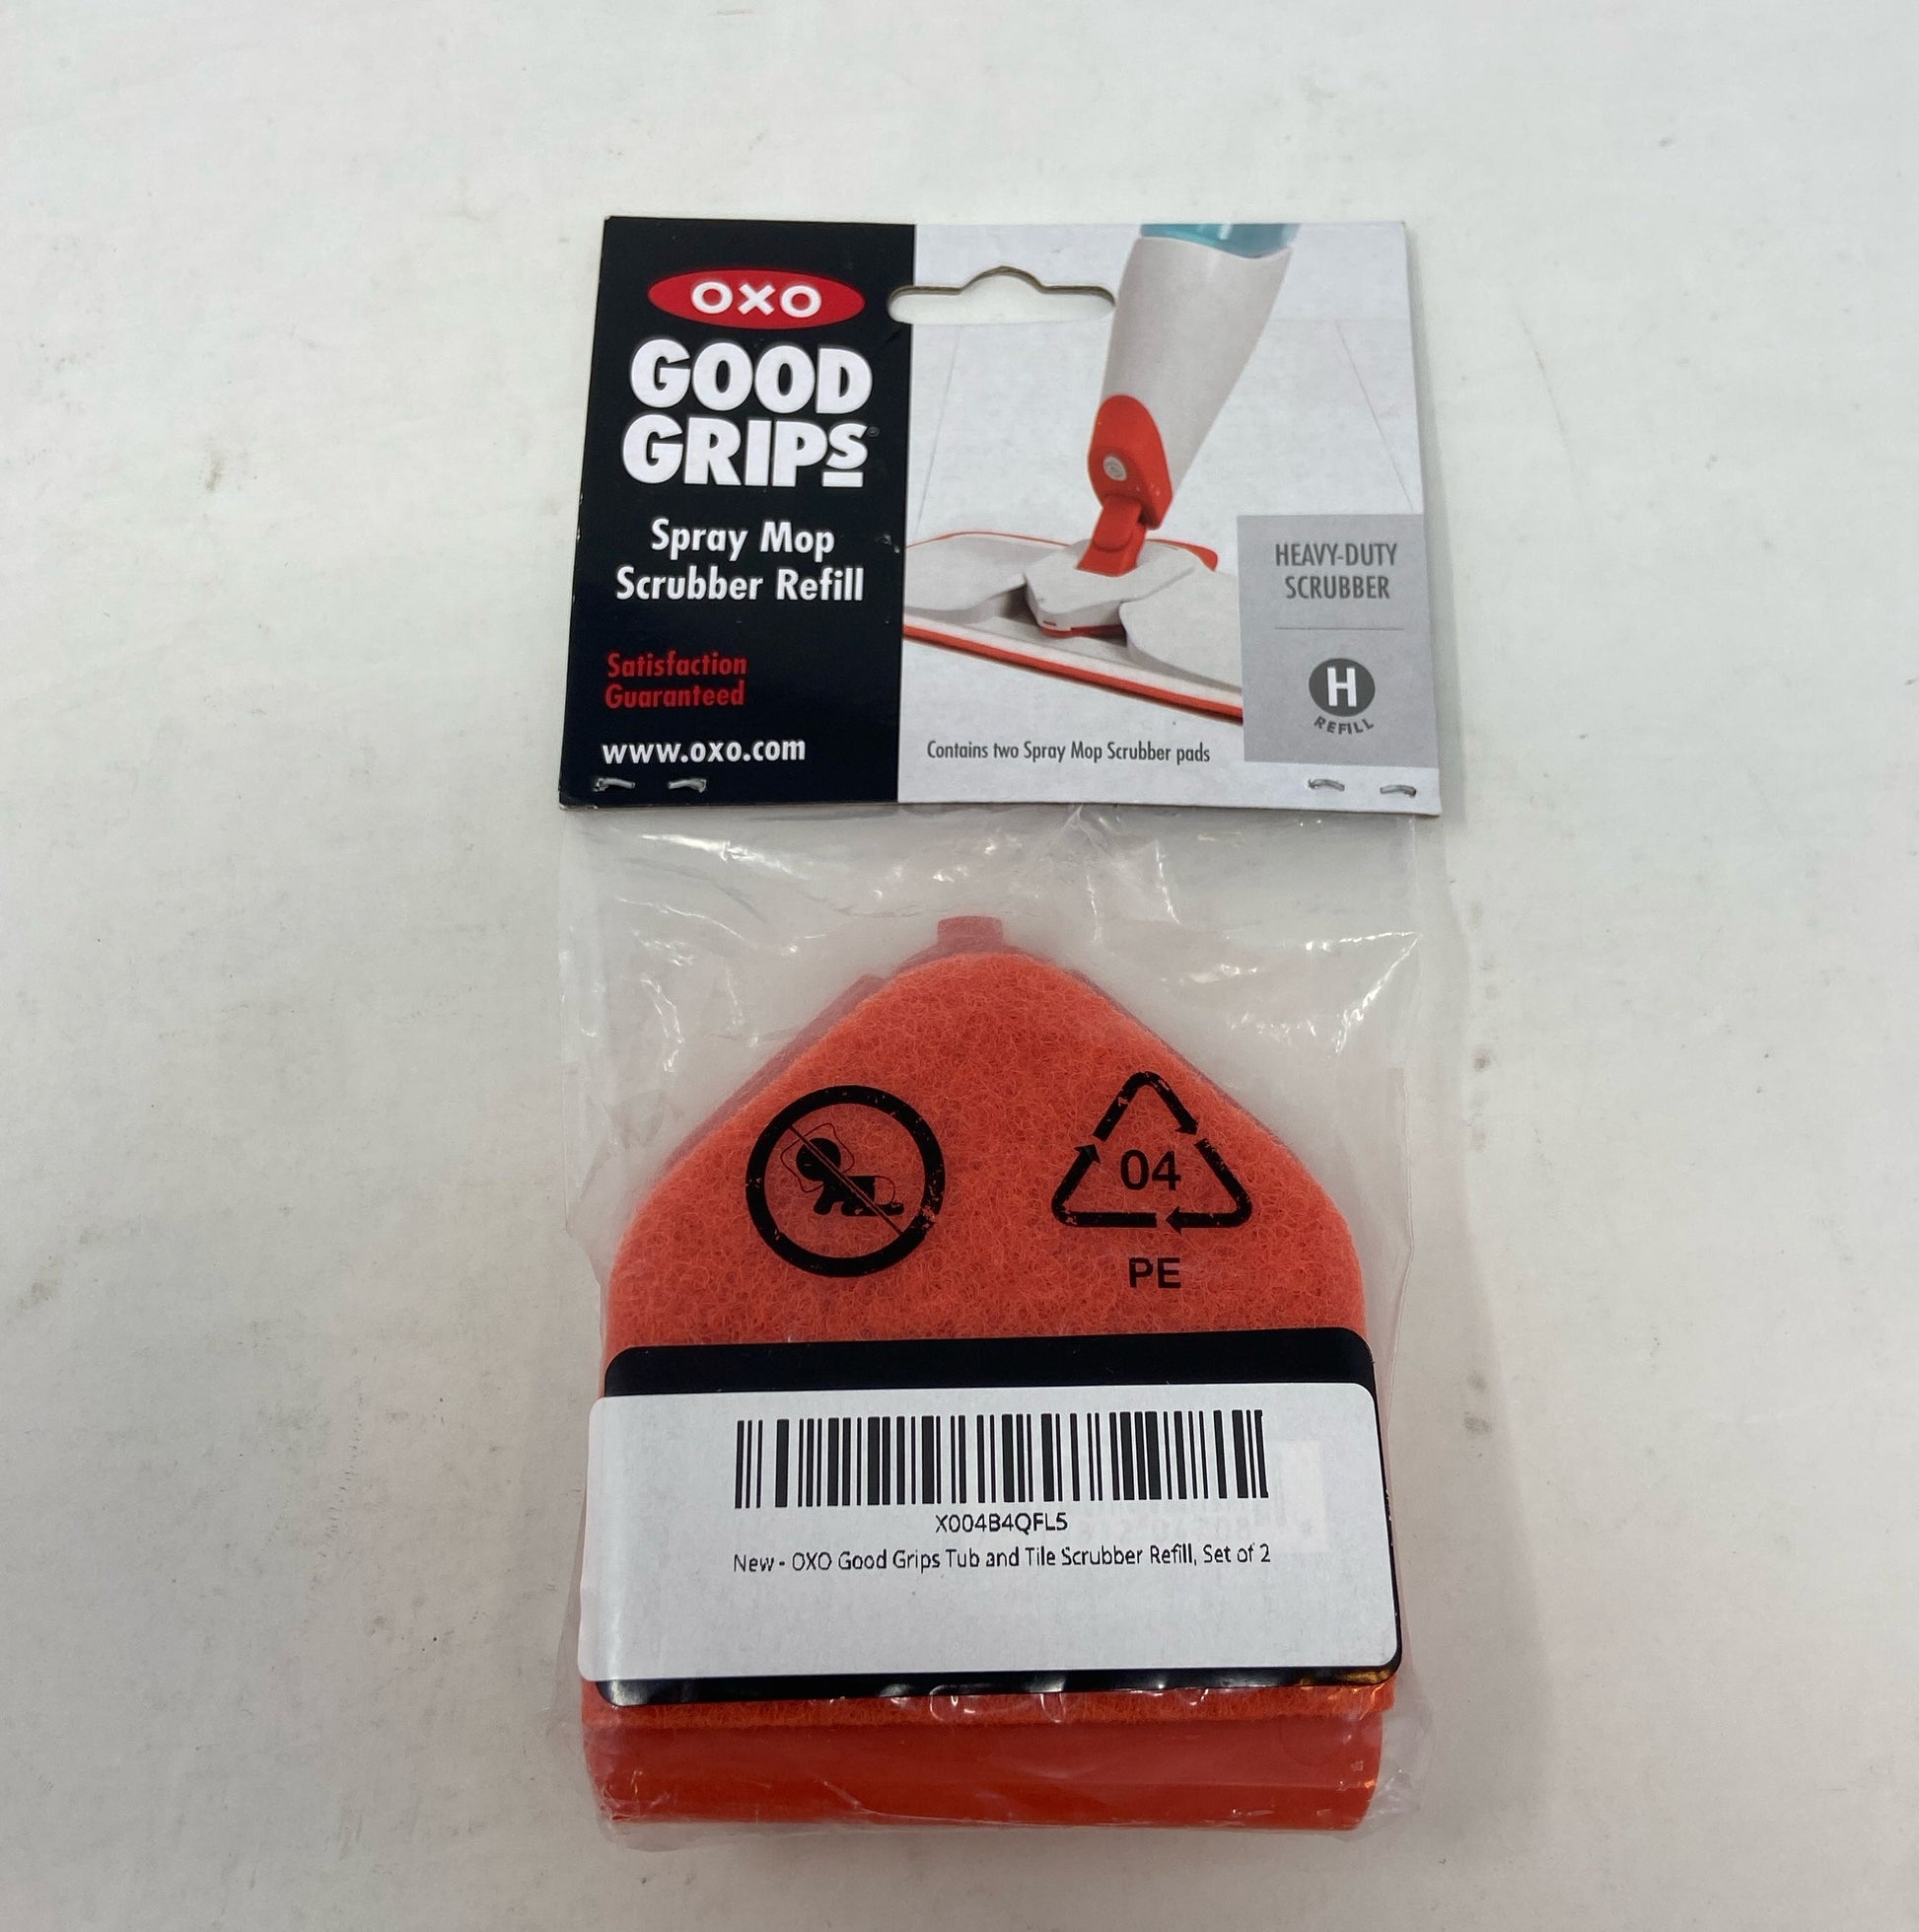 OXO
GOOD
GRIPS
Spray Mop
Scrubber Refill
Satisfaction
Guaranteed
www.oxo.com
HEAVY-DUTY
SCRUBBER
H
REFILL
Contains two Spray Mop Scrubber pads
04
PE
X004B4QFL5
New - OXO Good Grips Tub and Tile Scrubber Refill, Set of 2